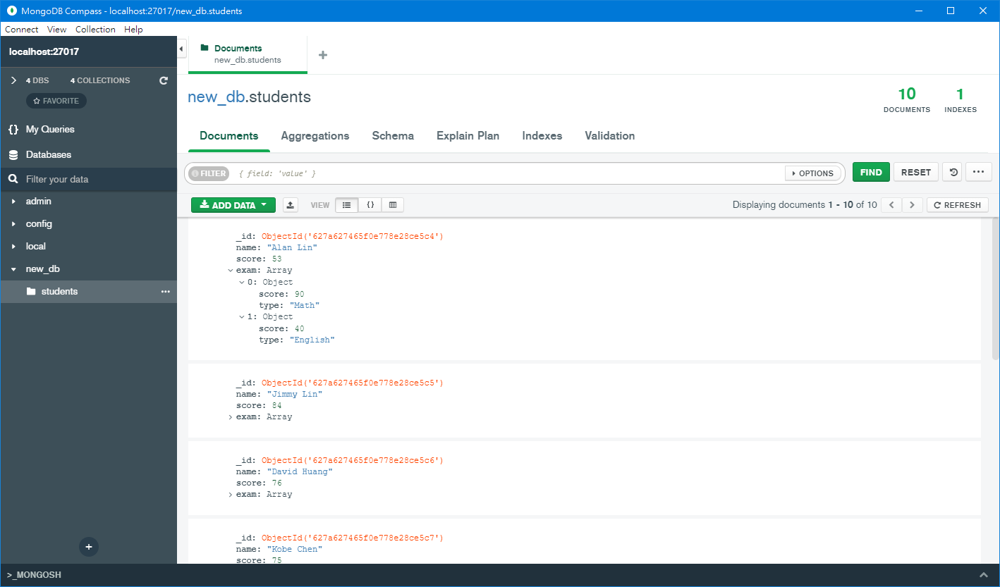 MongoDB Compass - localhost:27017/new_db.students
Connect View Collection Help
localhost:27017
4 DBS 4 COLLECTIONS
FAVORITE
{} My Queries
Databases
Filter your data
admin
config
local
new_db
students
>_MONGOSH
Documents
new_db.students
new_db.students
10
DOCUMENTS
1
INDEXES
Documents Aggregations Schema Explain Plan Indexes Validation
FILTER { field: 'value' } OPTIONS FIND RESET
ADD DATA VIEW {} Displaying documents 1 - 10 of 10 REFRESH
_id: ObjectId('627a627465f0e778e28ce5c4')
name: "Alan Lin"
score: 53
exam: Array
0: Object
score: 90
type: "Math"
1: Object
score: 40
type: "English"
_id: ObjectId('627a627465f0e778e28ce5c5')
name: "Jimmy Lin"
score: 84
exam: Array
_id: ObjectId('627a627465f0e778e28ce5c6')
name: "David Huang"
score: 76
exam: Array
_id: ObjectId('627a627465f0e778e28ce5c7')
name: "Kobe Chen"
score: 75